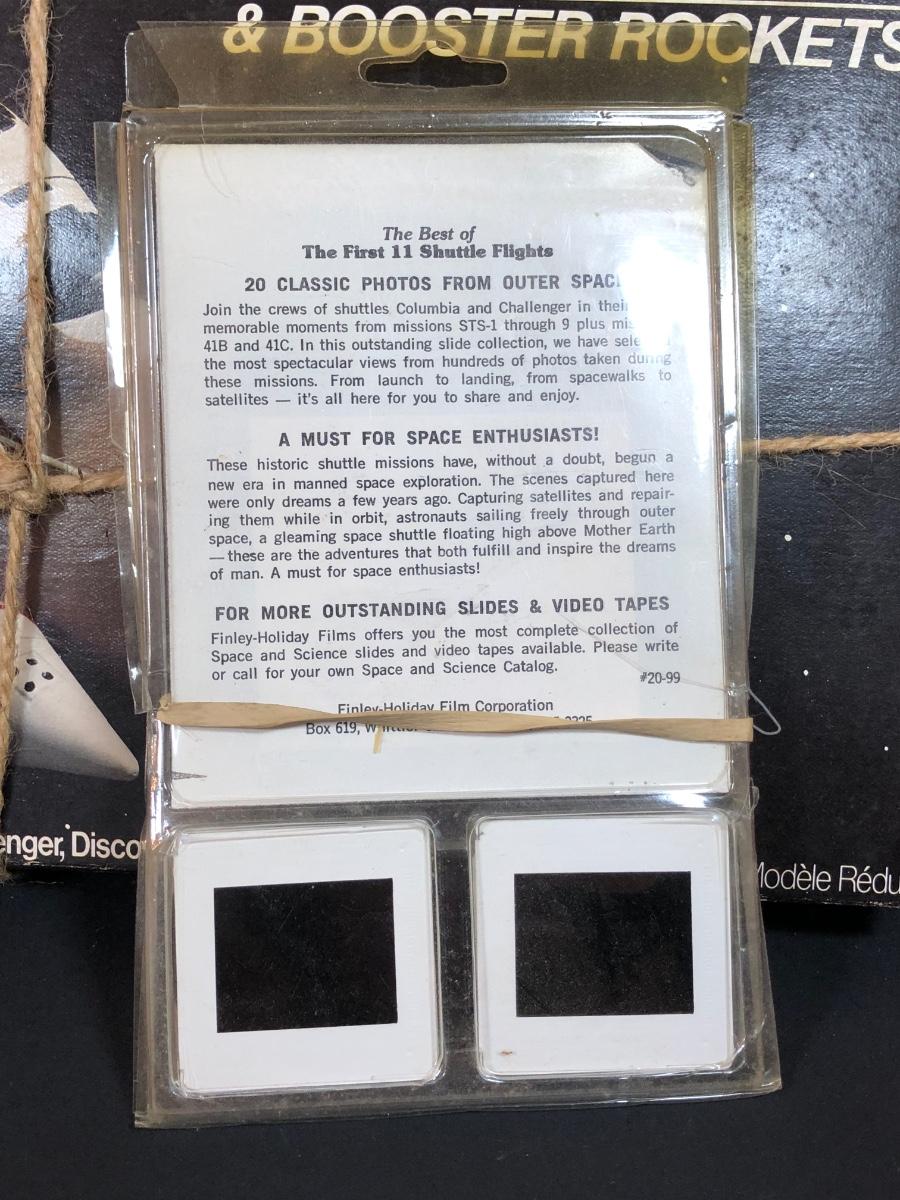 & BOOSTER ROCKETS
The Best of
The First 11 Shuttle Flights
20 CLASSIC PHOTOS FROM OUTER SPAC
Join the crews of shuttles Columbia and Challenger in their
memorable moments from missions STS-1 through 9 plus mis
41B and 41C. In this outstanding slide collection, we have sele
the most spectacular views from hundreds of photos taken during
these missions. From launch to landing, from spacewalks to
satellites — it's all here for you to share and enjoy.
A MUST FOR SPACE ENTHUSIASTS!
These historic shuttle missions have, without a doubt, begun a
new era in manned space exploration. The scenes captured here
were only dreams a few years ago. Capturing satellites and repair-
ing them while in orbit, astronauts sailing freely through outer
space, a gleaming space shuttle floating high above Mother Earth
— these are the adventures that both fulfill and inspire the dreams
of man. A must for space enthusiasts!
FOR MORE OUTSTANDING SLIDES & VIDEO TAPES
Finley-Holiday Films offers you the most complete collection of
Space and Science slides and video tapes available. Please write
or call for your own Space and Science Catalog.
#20-99
Finley-Holiday Film Corporation
Box 619,
enger, Disco
Modèle Rédu